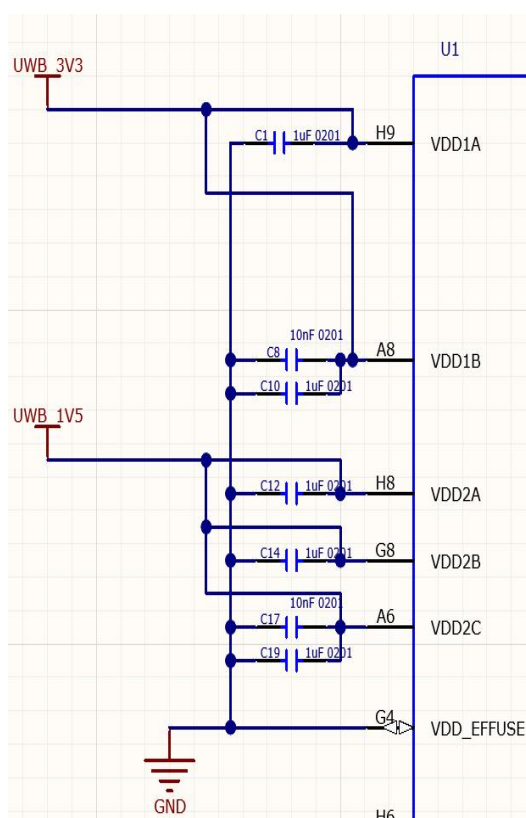 U1
UWB_3V3
C1 1uF 0201 H9 VDD1A
10nF 0201
C8 A8 VDD1B
C10 1uF 0201
UWB_1V5
C12 1uF 0201 H8 VDD2A
C14 1uF 0201 G8 VDD2B
10nF 0201
C17 A6 VDD2C
C19 1uF 0201
G4 VDD_EFFUSE
GND
H6